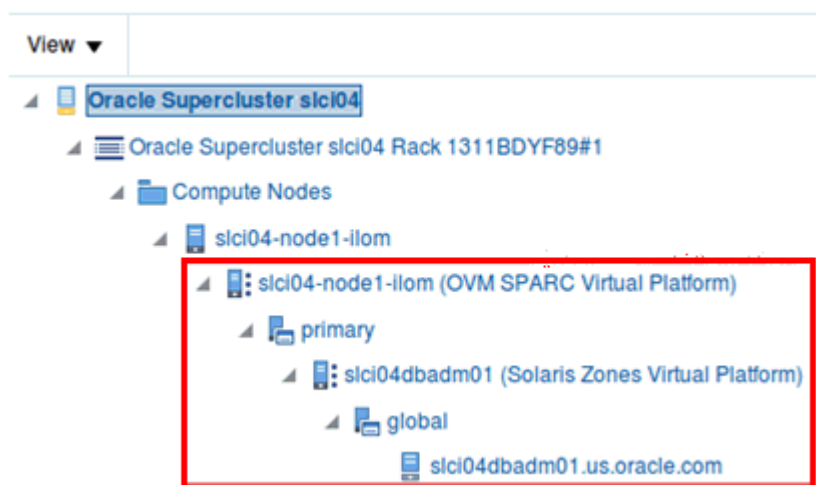 View
Oracle Supercluster slcl04
Oracle Supercluster slci04 Rack 1311BDYF89#1
Compute Nodes
slci04-node1-ilom
slci04-node1-ilom (OVM SPARC Virtual Platform)
primary
slci04dbadm01 (Solaris Zones Virtual Platform)
global
slci04dbadm01.us.oracle.com